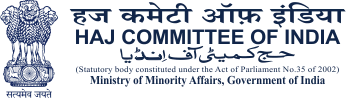 हज कमेटी ऑफ़ इंडिया
HAJ COMMITTEE OF INDIA
حج کمیٹی آف انڈیا
(Statutory body constituted under the Act of Parliament No.35 of 2002)
Ministry of Minority Affairs, Government of India
सत्यमेव जयते